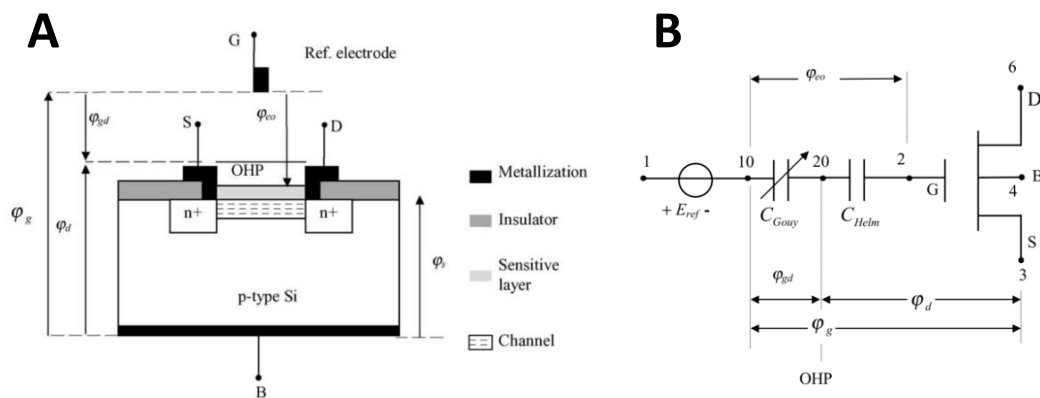 A
G
Ref. electrode
φgd
φeo
S
D
OHP
Metallization
n+
n+
Insulator
φg
φd
φs
Sensitive
layer
p-type Si
Channel
B
B
φeo
6
D
1
10
20
2
B
G
4
+ Eref -
CGouy
CHelm
S
3
φgd
φd
φg
OHP